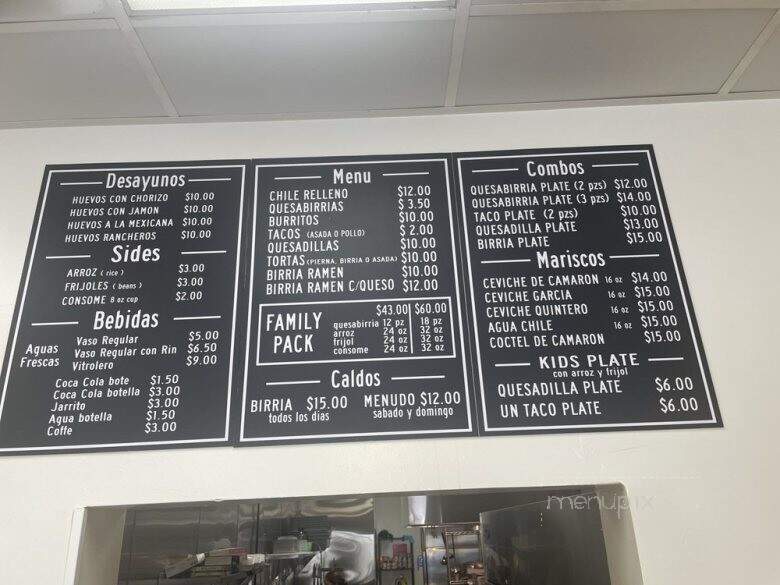 Desayunos
HUEVOS CON CHORIZO $10.00
HUEVOS CON JAMON $10.00
HUEVOS A LA MEXICANA $10.00
HUEVOS RANCHEROS $10.00
Sides
ARROZ ( rice ) $3.00
FRIJOLES ( beans ) $3.00
CONSOME 8 oz cup $2.00
Bebidas
Aguas Frescas
Vaso Regular $5.00
Vaso Regular con Rin $6.50
Vitrolero $9.00
Coca Cola bote $1.50
Coca Cola botella $3.00
Jarrito $3.00
Agua botella $1.50
Coffe $3.00
Menu
CHILE RELLENO $12.00
QUESABIRRIAS $ 3.50
BURRITOS $10.00
TACOS (ASADA O POLLO) $ 2.00
QUESADILLAS $10.00
TORTAS (PIERNA, BIRRIA O ASADA) $10.00
BIRRIA RAMEN $10.00
BIRRIA RAMEN C/QUESO $12.00
FAMILY PACK
$43.00 $60.00
quesabirria 12 pz 18 pz
arroz 24 oz 32 oz
frijol 24 oz 32 oz
consome 24 oz 32 oz
Caldos
BIRRIA $15.00 MENUDO $12.00
todos los dias sabado y domingo
Combos
QUESABIRRIA PLATE (2 pzs) $12.00
QUESABIRRIA PLATE (3 pzs) $14.00
TACO PLATE (2 pzs) $10.00
QUESADILLA PLATE $13.00
BIRRIA PLATE $15.00
Mariscos
CEVICHE DE CAMARON 16 oz $14.00
CEVICHE GARCIA 16 oz $15.00
CEVICHE QUINTERO 16 oz $15.00
AGUA CHILE 16 oz $15.00
COCTEL DE CAMARON $15.00
KIDS PLATE
con arroz y frijol
QUESADILLA PLATE $6.00
UN TACO PLATE $6.00
menupix